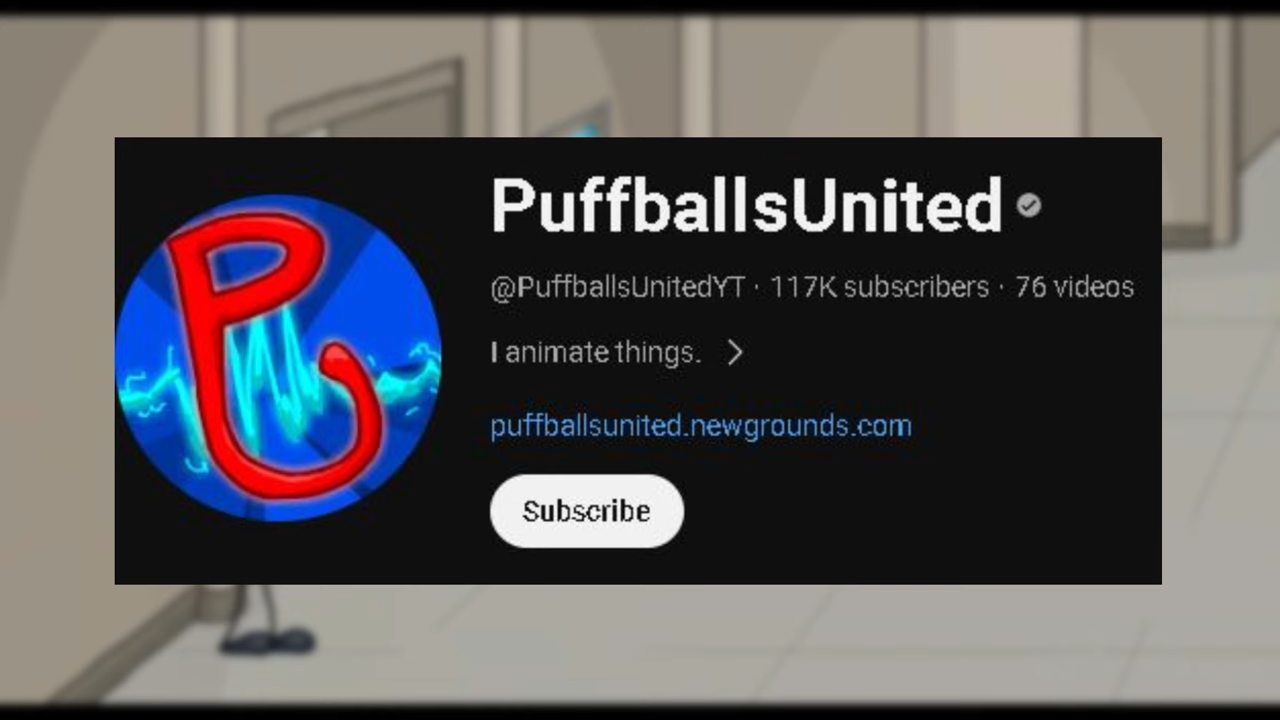 PuffballsUnited
@PuffballsUnitedYT · 117K subscribers · 76 videos
I animate things.
puffballsunited.newgrounds.com
Subscribe